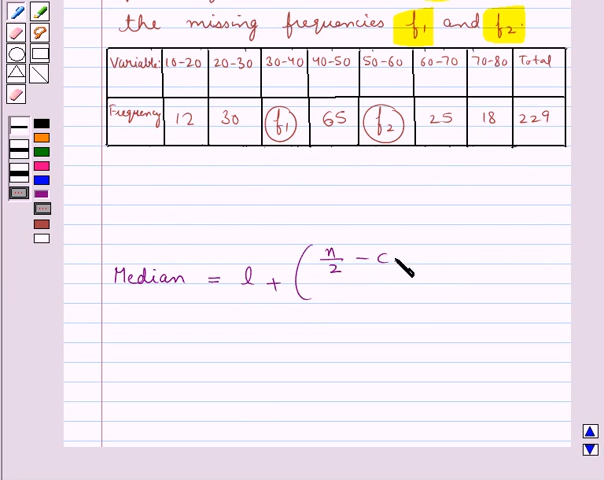 the missing frequencies f₁ and f₂.
Variable: 10-20 20-30 30-40 40-50 50-60 60-70 70-80 Total
Frequency 12 30 f₁ 65 f₂ 25 18 229
Median = l + ( n/2 - c